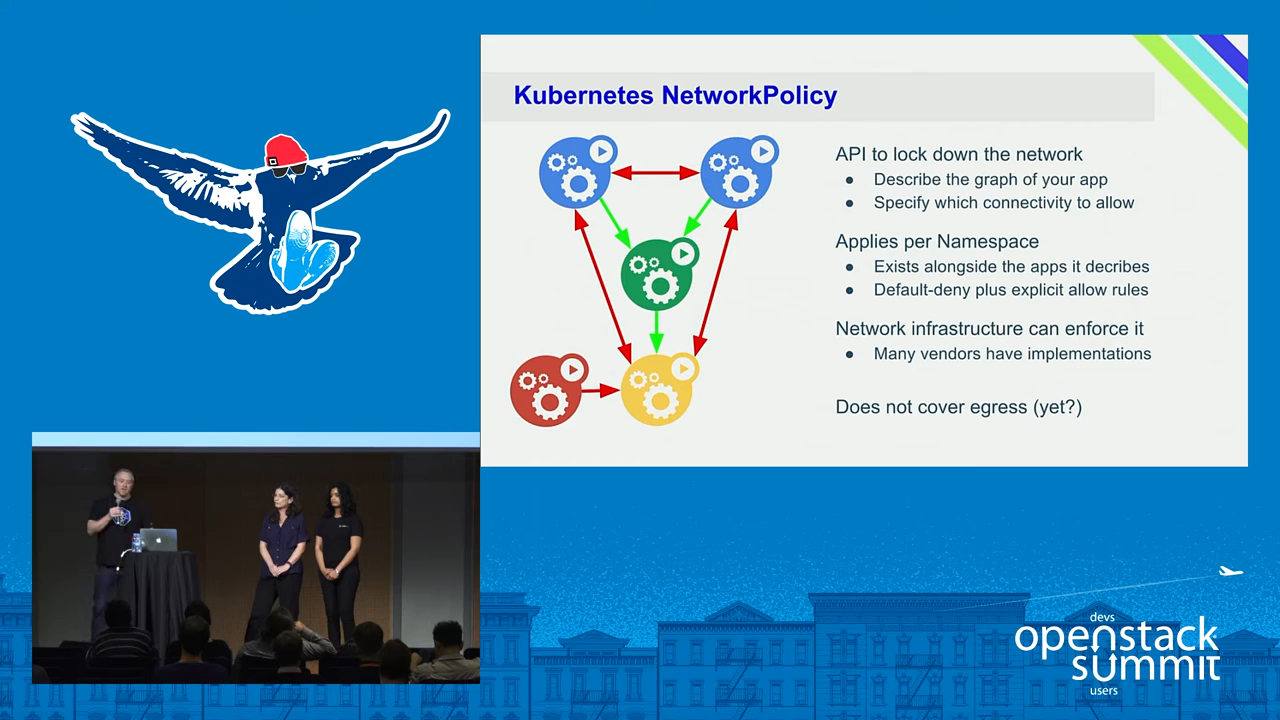 Kubernetes NetworkPolicy
API to lock down the network
● Describe the graph of your app
● Specify which connectivity to allow
Applies per Namespace
● Exists alongside the apps it decribes
● Default-deny plus explicit allow rules
Network infrastructure can enforce it
● Many vendors have implementations
Does not cover egress (yet?)
devs
openstack
summit
users